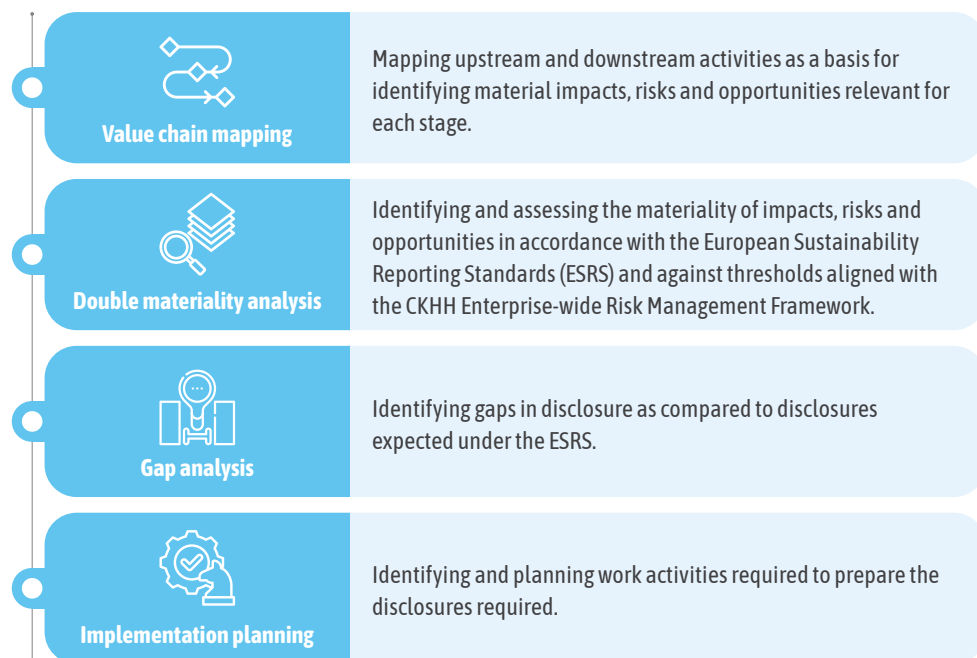 Value chain mapping
Mapping upstream and downstream activities as a basis for
identifying material impacts, risks and opportunities relevant for
each stage.
Double materiality analysis
Identifying and assessing the materiality of impacts, risks and
opportunities in accordance with the European Sustainability
Reporting Standards (ESRS) and against thresholds aligned with
the CKHH Enterprise-wide Risk Management Framework.
Gap analysis
Identifying gaps in disclosure as compared to disclosures
expected under the ESRS.
Implementation planning
Identifying and planning work activities required to prepare the
disclosures required.